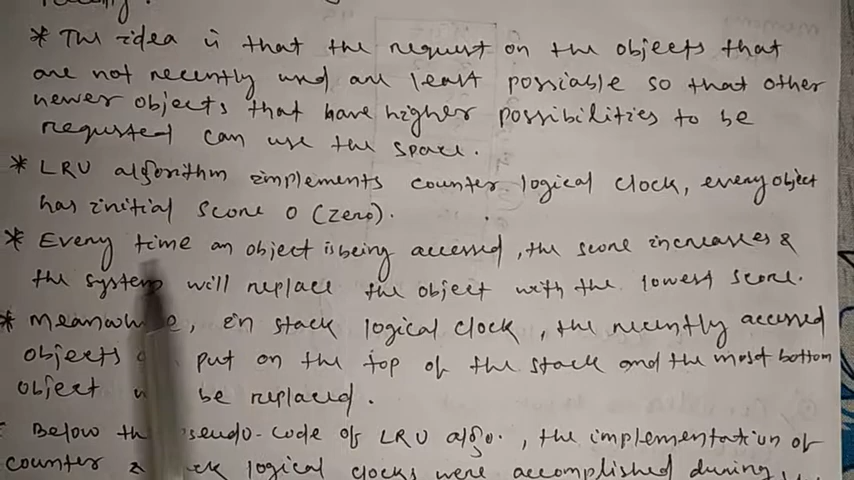 * The idea is that the request on the objects that
are not recently used are least possiable so that other
newer objects that have higher possibilities to be
requsted can use the space.
* LRU algorithm implements counter logical clock, every object
has initial score 0 (zero).
* Every time an object is being accessed, the score increases &
the system will replace the object with the lowest score.
* Meanwhile, in stack logical clock, the recently accessed
objects put on the top of the stack and the most bottom
object be replaced.
Below the pseudo-code of LRU algo., the implementation of
counter logical clocks were accomplished during